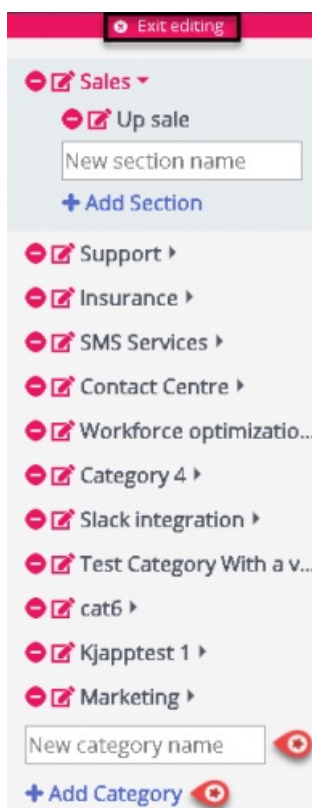 Exit editing
Sales
Up sale
New section name
+ Add Section
Support
Insurance
SMS Services
Contact Centre
Workforce optimizatio...
Category 4
Slack integration
Test Category With a v...
cat6
Kjapptest 1
Marketing
New category name
+ Add Category